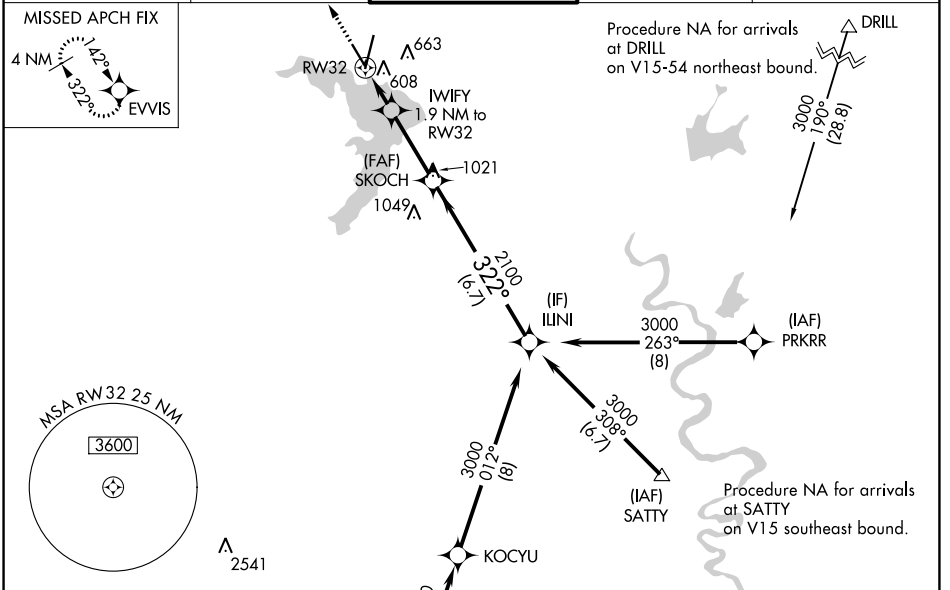 MISSED APCH FIX
4 NM
142°
322°
EVVIS
RW32
663
608
IWIFY
1.9 NM to
RW32
(FAF)
SKOCH
1021
1049
Procedure NA for arrivals
at DRILL
on V15-54 northeast bound.
DRILL
3000
190°
(28.8)
2100
322°
(6.7)
(IF)
ILINI
3000
263°
(8)
(IAF)
PRKRR
3000
308°
(6.7)
(IAF)
SATTY
Procedure NA for arrivals
at SATTY
on V15 southeast bound.
3000
012°
(8)
KOCYU
MSA RW32 25 NM
3600
2541